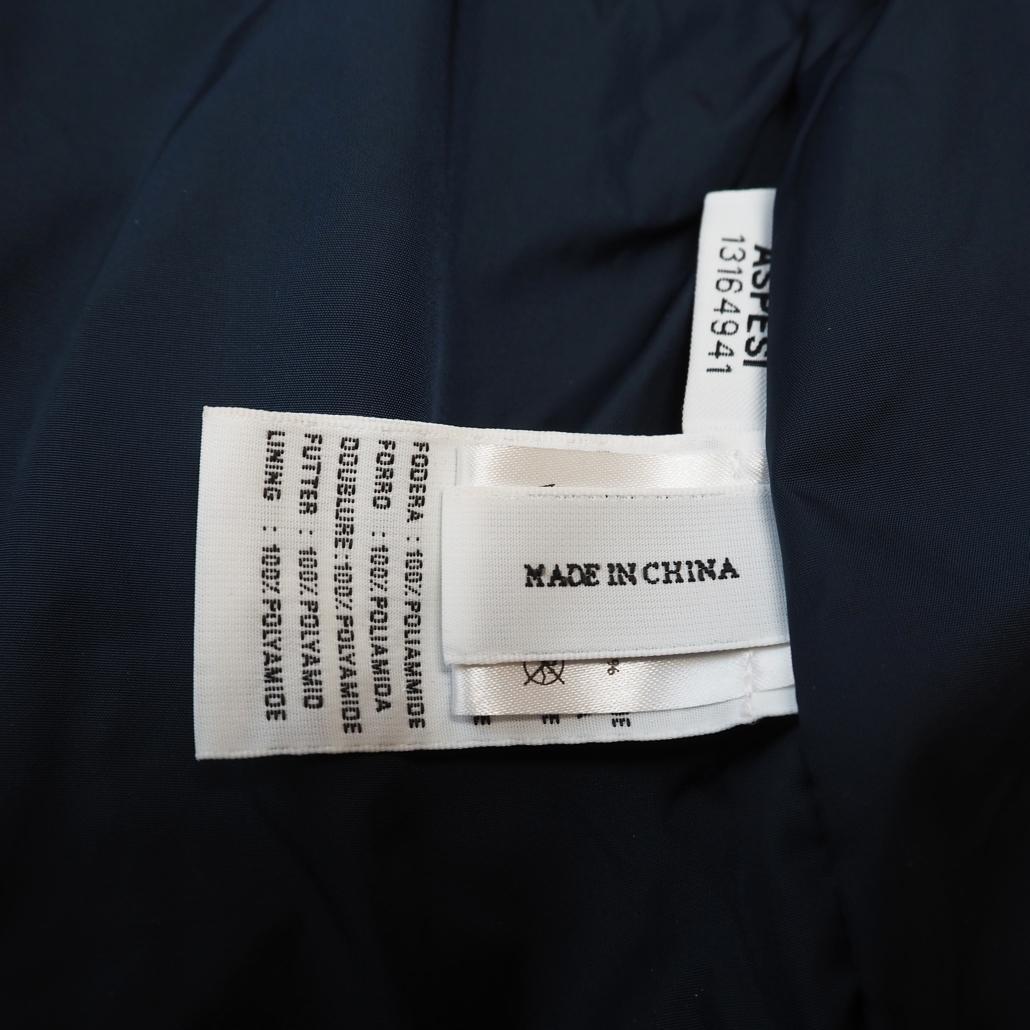 ASPESI
13164941
FODERA : 100% POLIAMMIDE
FORRO : 100% POLIAMIDA
DOUBLURE: 100% POLYAMIDE
FUTTER : 100% POLYAMID
LINING : 100% POLYAMIDE
MADE IN CHINA
%